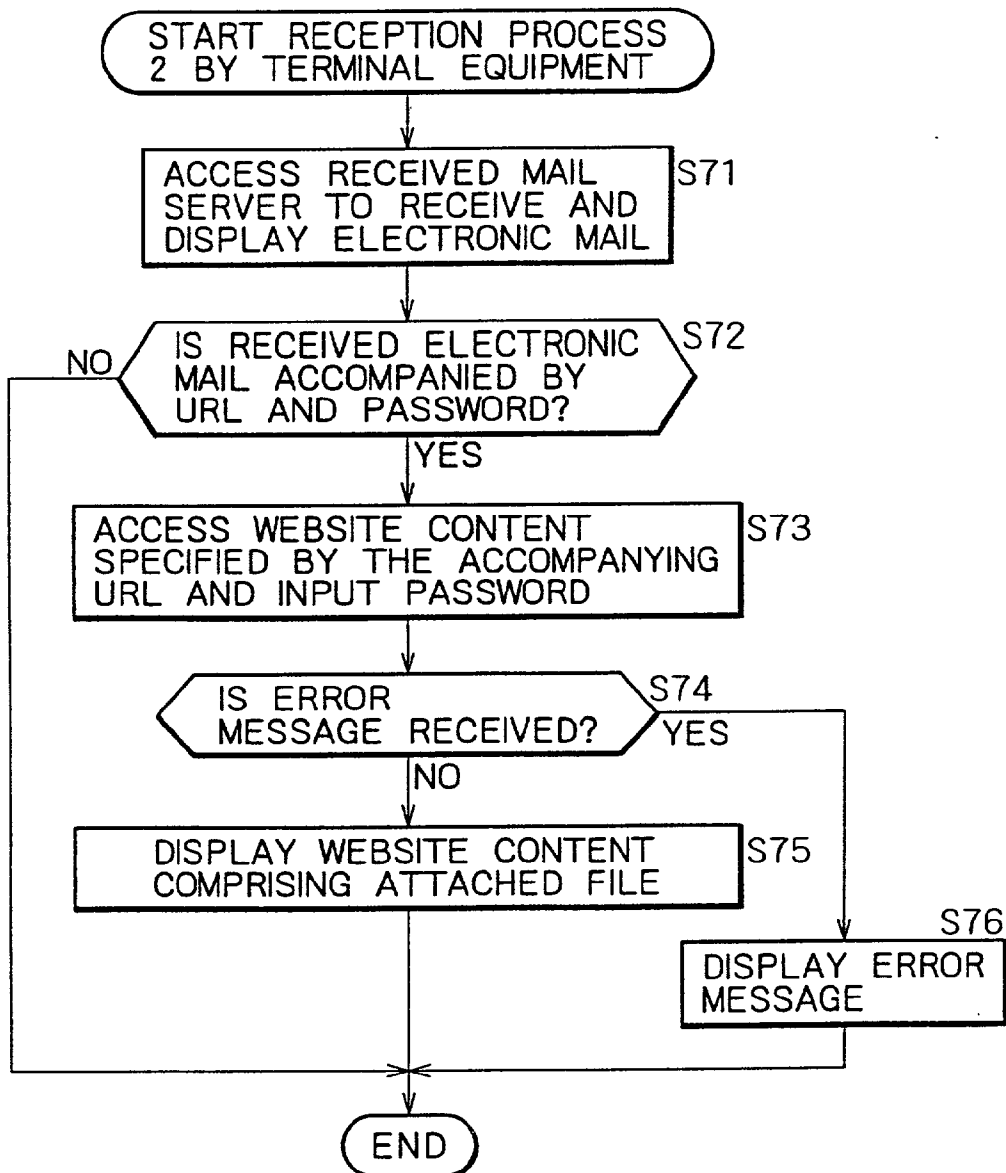 START RECEPTION PROCESS
2 BY TERMINAL EQUIPMENT
ACCESS RECEIVED MAIL
SERVER TO RECEIVE AND
DISPLAY ELECTRONIC MAIL
S71
IS RECEIVED ELECTRONIC
MAIL ACCOMPANIED BY
URL AND PASSWORD?
S72
NO
YES
ACCESS WEBSITE CONTENT
SPECIFIED BY THE ACCOMPANYING
URL AND INPUT PASSWORD
S73
IS ERROR
MESSAGE RECEIVED?
S74
YES
NO
DISPLAY WEBSITE CONTENT
COMPRISING ATTACHED FILE
S75
S76
DISPLAY ERROR
MESSAGE
END